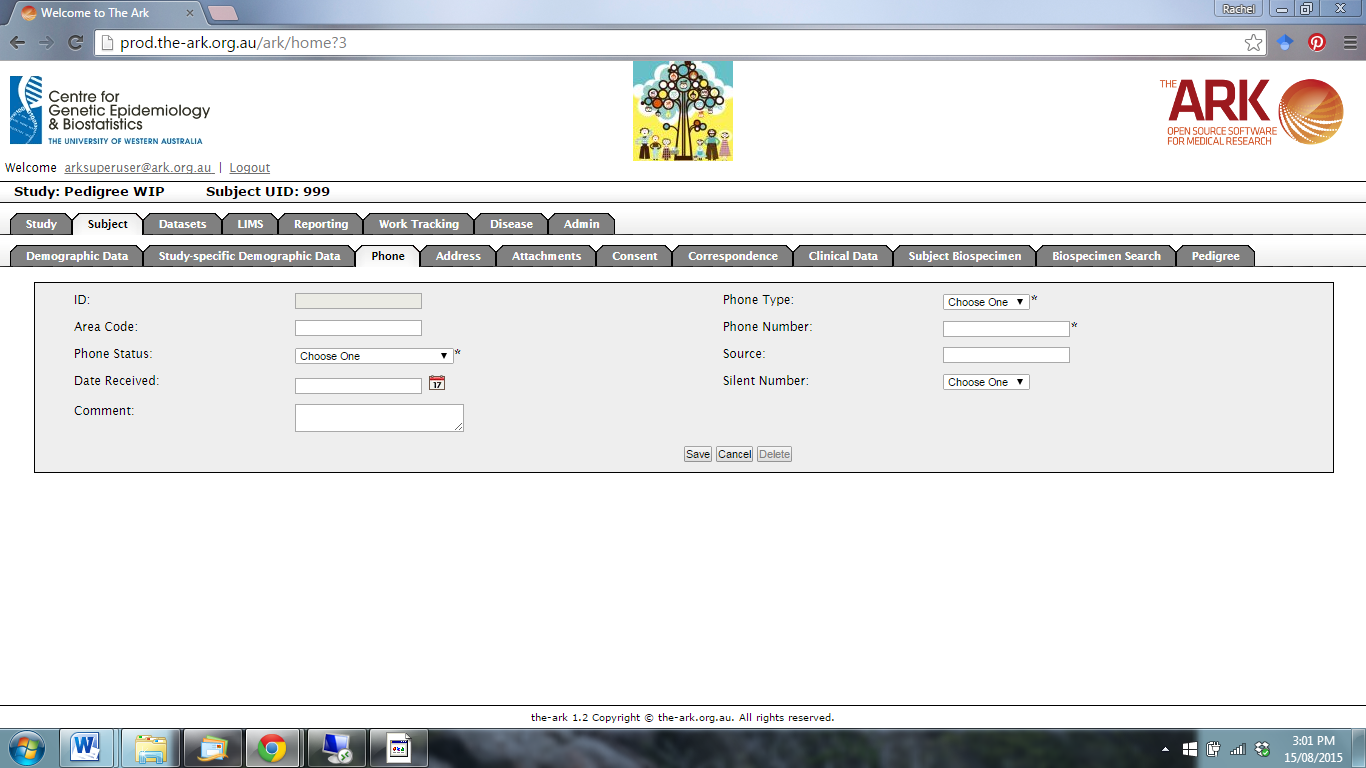 Welcome to The Ark
Rachel
prod.the-ark.org.au/ark/home?3
Centre for
Genetic Epidemiology
& Biostatistics
THE UNIVERSITY OF WESTERN AUSTRALIA
THE
ARK
OPEN SOURCE SOFTWARE
FOR MEDICAL RESEARCH
Welcome arksuperuser@ark.org.au | Logout
Study: Pedigree WIP Subject UID: 999
Study Subject Datasets LIMS Reporting Work Tracking Disease Admin
Demographic Data Study-specific Demographic Data Phone Address Attachments Consent Correspondence Clinical Data Subject Biospecimen Biospecimen Search Pedigree
ID: Phone Type: Choose One *
Area Code: Phone Number: *
Phone Status: Choose One * Source:
Date Received: 17 Silent Number: Choose One
Comment:
Save Cancel Delete
the-ark 1.2 Copyright © the-ark.org.au. All rights reserved.
3:01 PM
15/08/2015